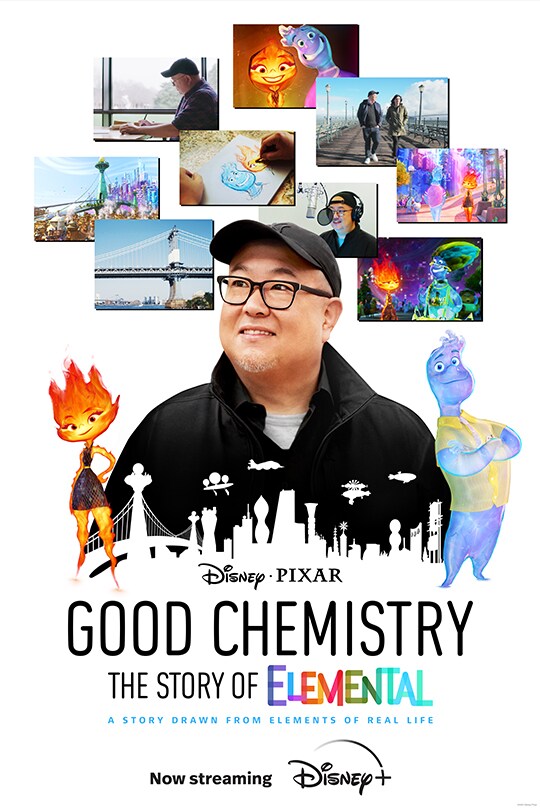 Disney · PIXAR
GOOD CHEMISTRY
THE STORY OF ELEMENTAL
A STORY DRAWN FROM ELEMENTS OF REAL LIFE
Now streaming Disney+